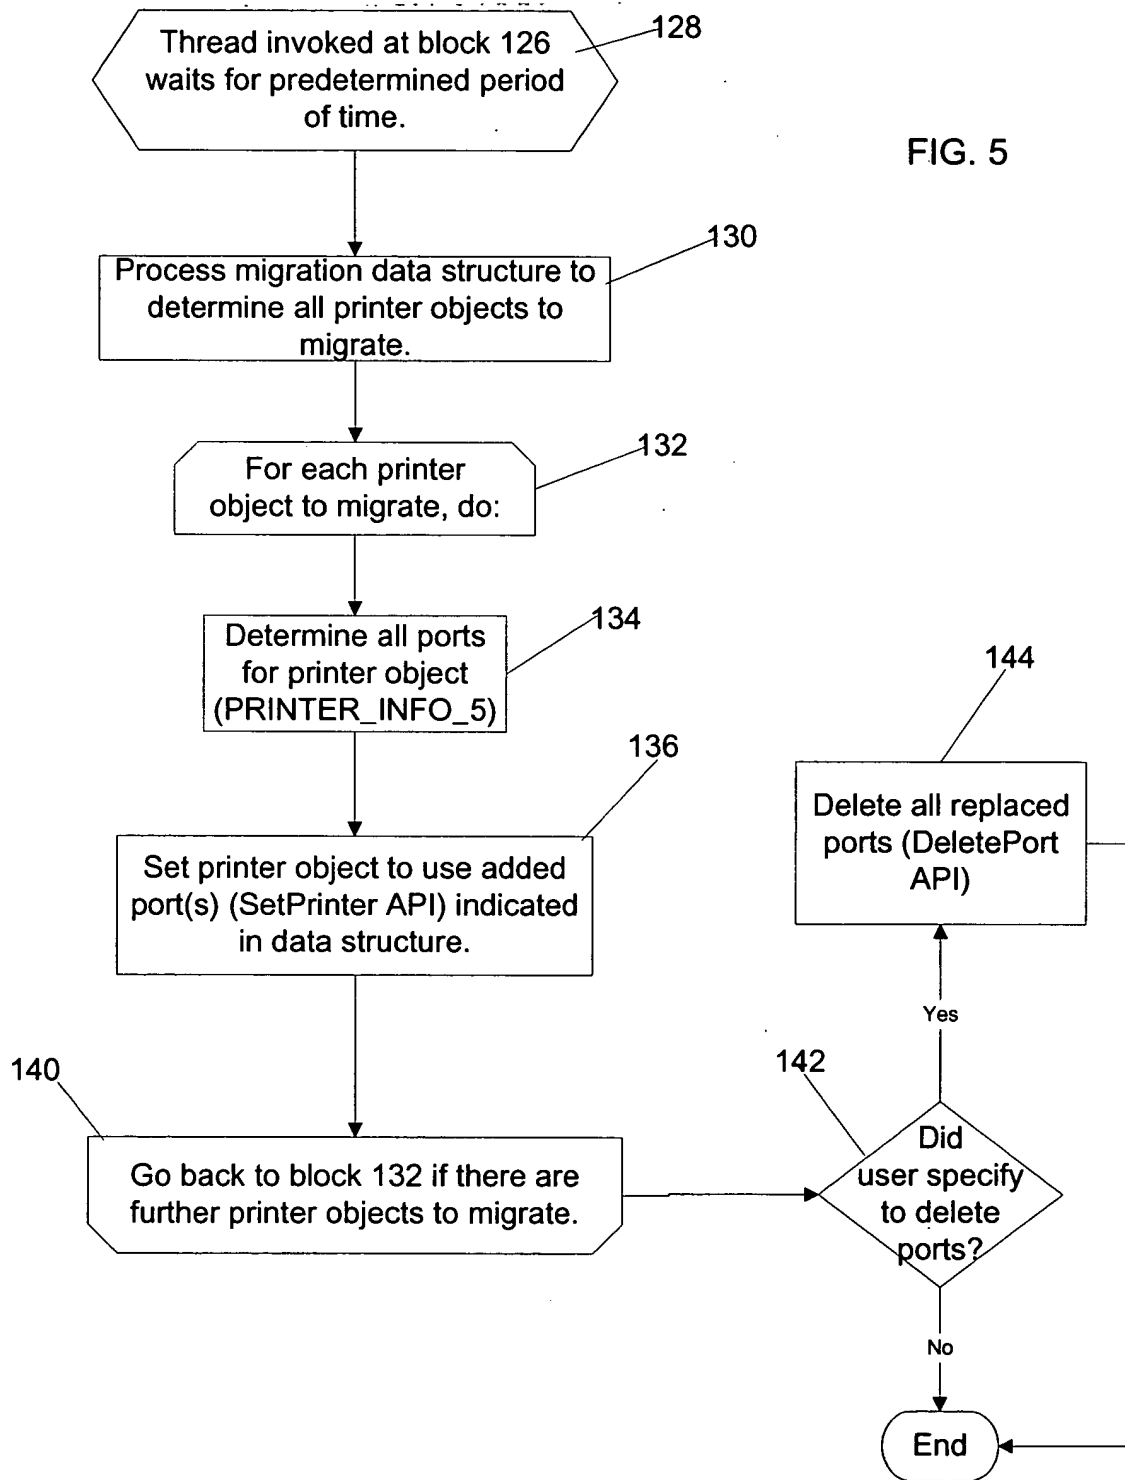 Thread invoked at block 126
waits for predetermined period
of time.
128
FIG. 5
130
Process migration data structure to
determine all printer objects to
migrate.
132
For each printer
object to migrate, do:
134
Determine all ports
for printer object
(PRINTER_INFO_5)
136
Set printer object to use added
port(s) (SetPrinter API) indicated
in data structure.
140
Go back to block 132 if there are
further printer objects to migrate.
142
Did
user specify
to delete
ports?
Yes
144
Delete all replaced
ports (DeletePort
API)
No
End